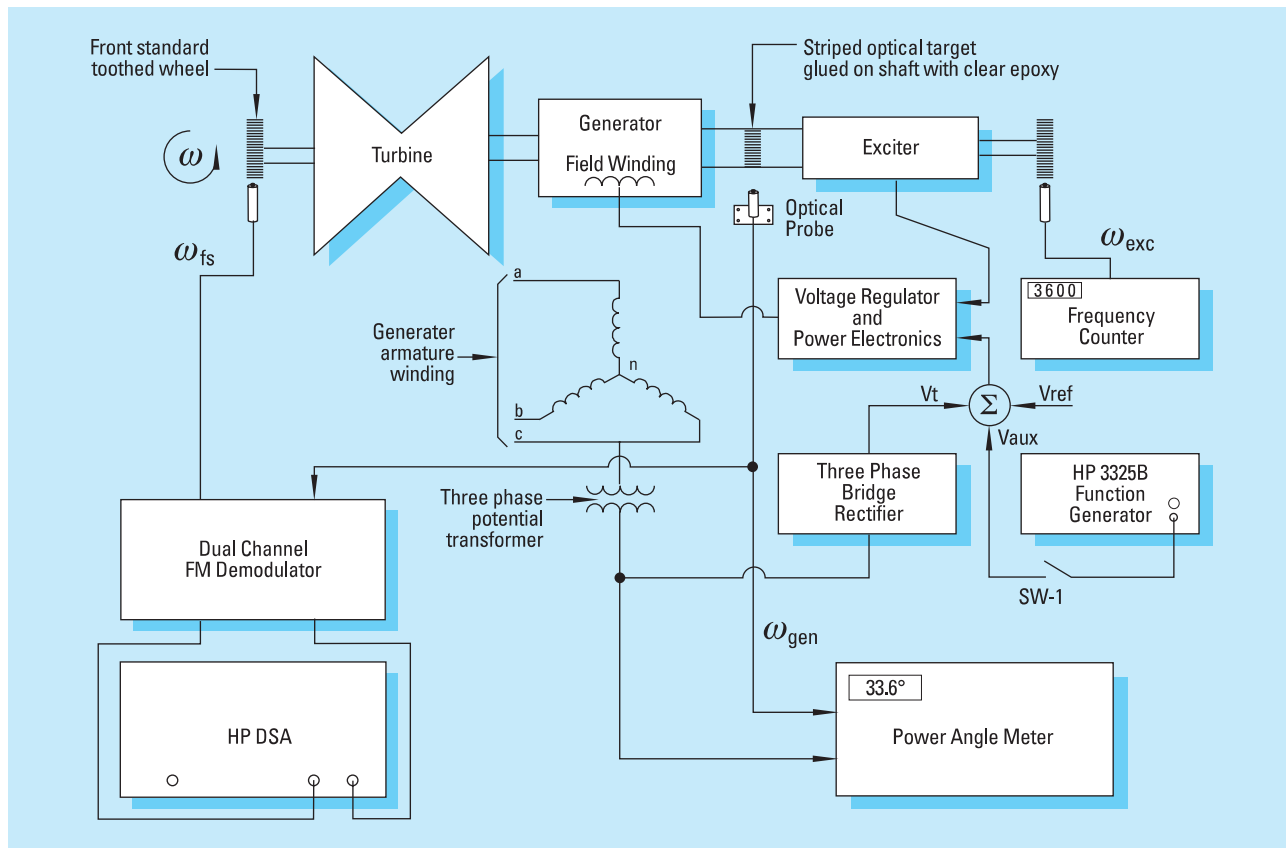 Front standard
toothed wheel
Striped optical target
glued on shaft with clear epoxy
ω
Turbine
Generator
Field Winding
Exciter
Optical
Probe
ωfs
ωexc
a
n
b
c
Generater
armature
winding
Voltage Regulator
and
Power Electronics
3600
Frequency
Counter
Vt
Σ
Vref
Vaux
Three phase
potential
transformer
Three Phase
Bridge
Rectifier
HP 3325B
Function
Generator
SW-1
Dual Channel
FM Demodulator
ωgen
HP DSA
33.6°
Power Angle Meter